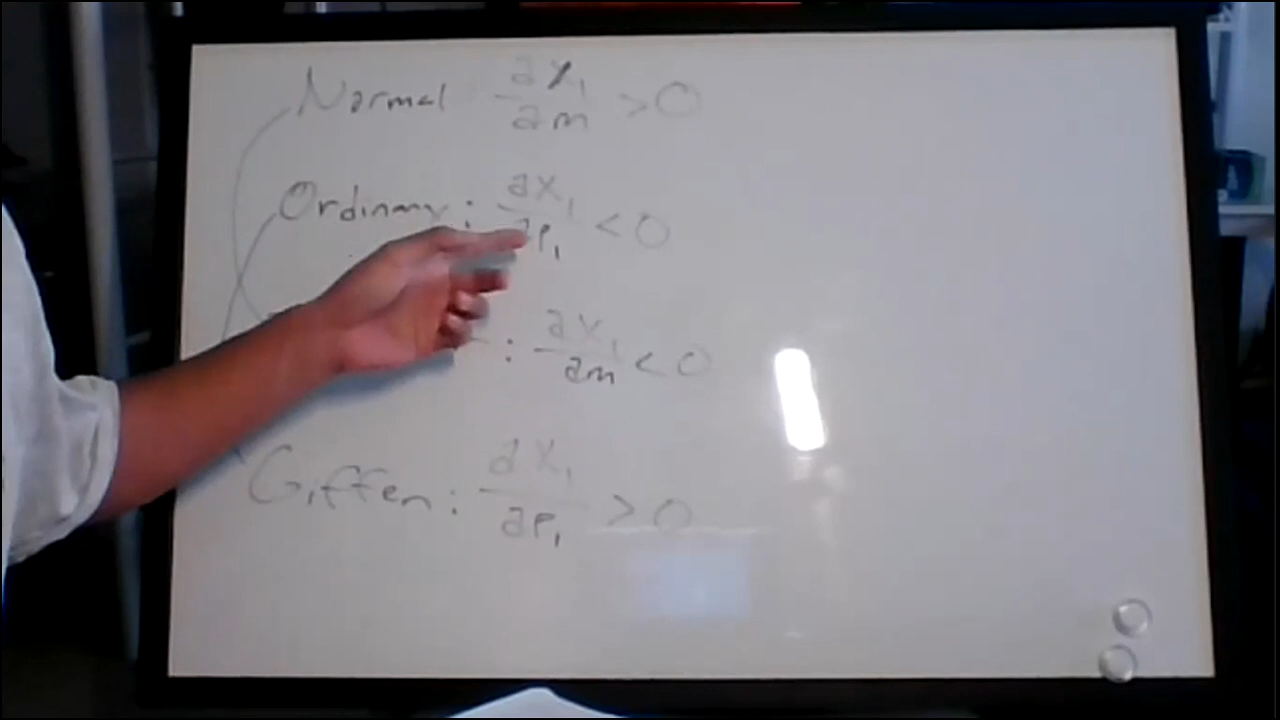 Normal ∂x₁/∂m > 0
Ordinary : ∂x₁/∂p₁ < 0
: ∂x₁/∂m < 0
Giffen : ∂x₁/∂p₁ > 0